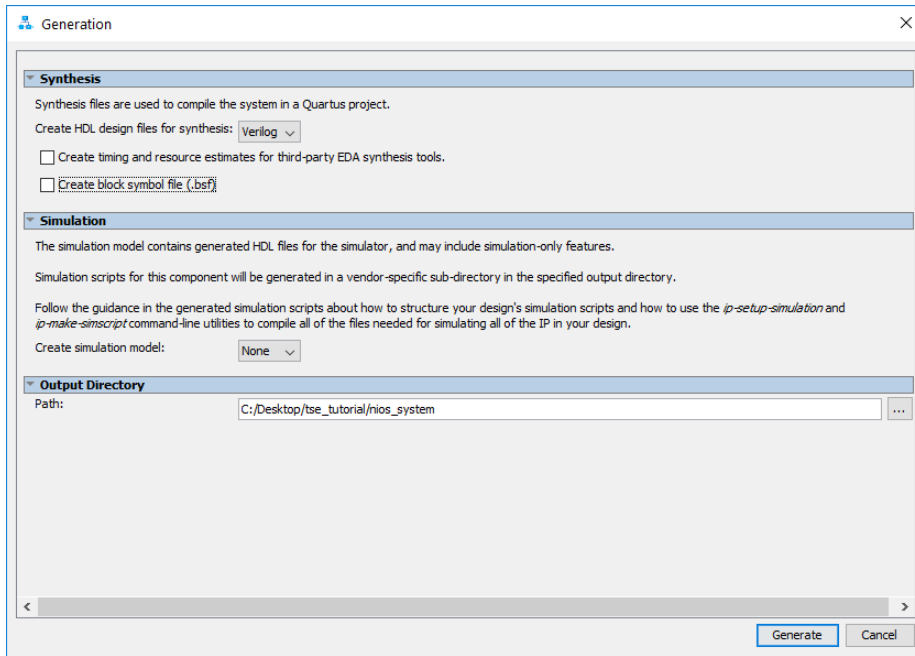 Generation
Synthesis
Synthesis files are used to compile the system in a Quartus project.
Create HDL design files for synthesis: Verilog
Create timing and resource estimates for third-party EDA synthesis tools.
Create block symbol file (.bsf)
Simulation
The simulation model contains generated HDL files for the simulator, and may include simulation-only features.
Simulation scripts for this component will be generated in a vendor-specific sub-directory in the specified output directory.
Follow the guidance in the generated simulation scripts about how to structure your design's simulation scripts and how to use the ip-setup-simulation and
ip-make-simscript command-line utilities to compile all of the files needed for simulating all of the IP in your design.
Create simulation model: None
Output Directory
Path: C:/Desktop/tse_tutorial/nios_system ...
Generate Cancel